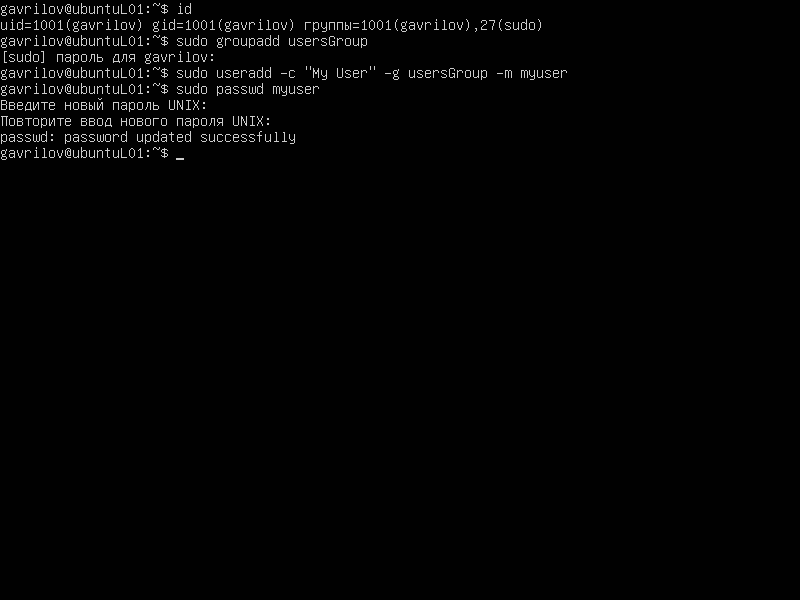 gavrilov@ubuntuL01:~$ id
uid=1001(gavrilov) gid=1001(gavrilov) группы=1001(gavrilov),27(sudo)
gavrilov@ubuntuL01:~$ sudo groupadd usersGroup
[sudo] пароль для gavrilov:
gavrilov@ubuntuL01:~$ sudo useradd -c "My User" -g usersGroup -m myuser
gavrilov@ubuntuL01:~$ sudo passwd myuser
Введите новый пароль UNIX:
Повторите ввод нового пароля UNIX:
passwd: password updated successfully
gavrilov@ubuntuL01:~$ _